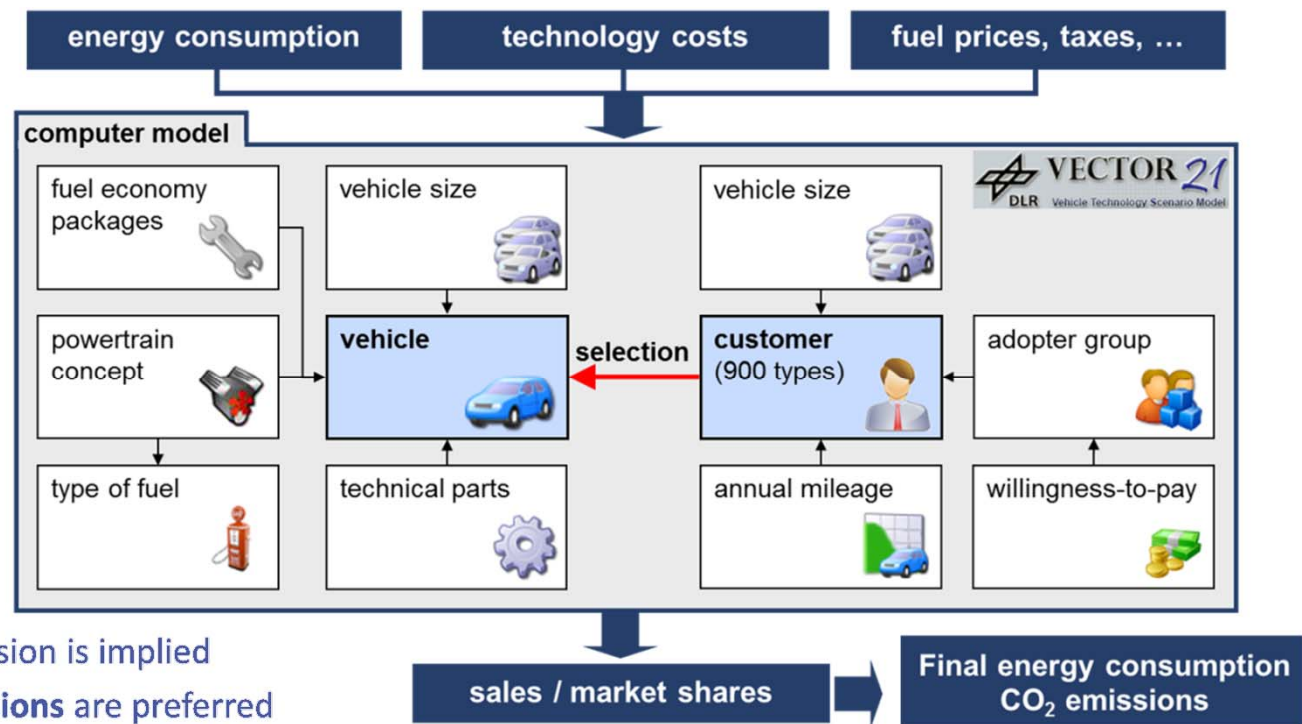 energy consumption
technology costs
fuel prices, taxes, ...
computer model
fuel economy
packages
vehicle size
vehicle size
VECTOR 21
DLR
Vehicle Technology Scenario Model
powertrain
concept
vehicle
selection
customer
(900 types)
adopter group
type of fuel
technical parts
annual mileage
willingness-to-pay
sion is implied
ions are preferred
sales / market shares
Final energy consumption
CO₂ emissions